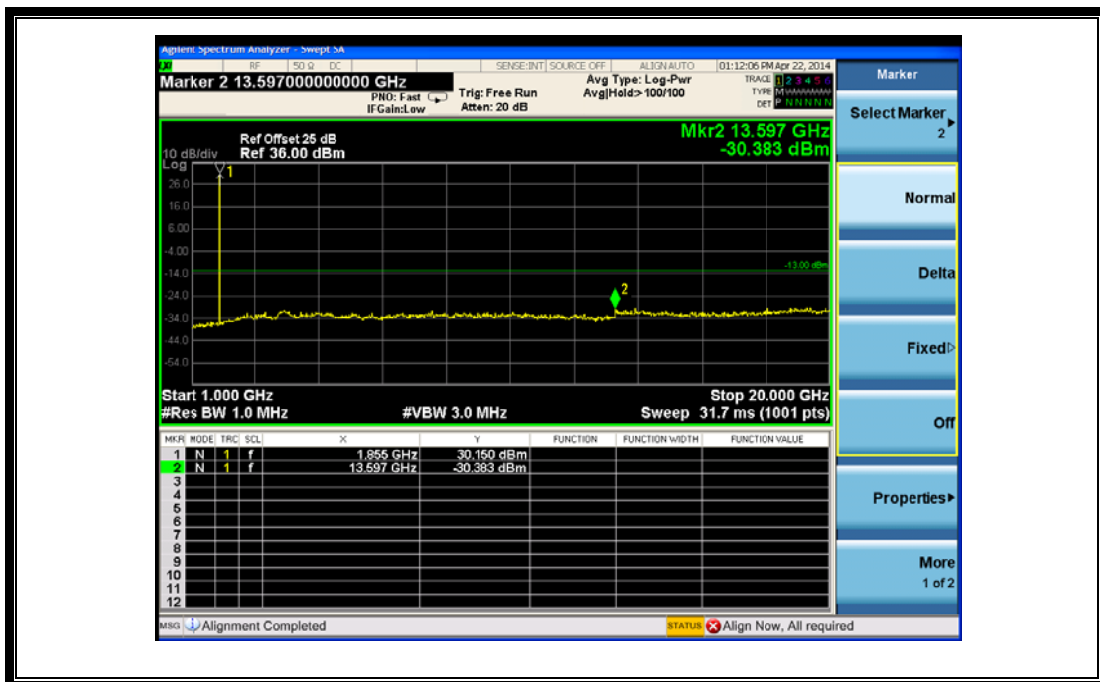 Agilent Spectrum Analyzer - Swept SA
RF 50 Ω DC SENSE:INT SOURCE OFF ALIGN AUTO 01:12:06 PM Apr 22, 2014
Marker 2 13.597000000000 GHz
PNO: Fast
IFGain:Low
Trig: Free Run
Atten: 20 dB
Avg Type: Log-Pwr
Avg|Hold:>100/100
TRACE 1 2 3 4 5 6
TYPE M
DET P N N N N N
Mkr2 13.597 GHz
-30.383 dBm
Ref Offset 25 dB
10 dB/div Ref 36.00 dBm
Log
1
26.0
16.0
6.00
-4.00
-13.00 dBm
-14.0
2
-24.0
-34.0
-44.0
-54.0
Start 1.000 GHz Stop 20.000 GHz
#Res BW 1.0 MHz #VBW 3.0 MHz Sweep 31.7 ms (1001 pts)
MKR MODE TRC SCL X Y FUNCTION FUNCTION WIDTH FUNCTION VALUE
1 N 1 f 1.855 GHz 30.150 dBm
2 N 1 f 13.597 GHz -30.383 dBm
3
4
5
6
7
8
9
10
11
12
MSG Alignment Completed STATUS Align Now, All required
Marker
Select Marker
2
Normal
Delta
Fixed
Off
Properties
More
1 of 2